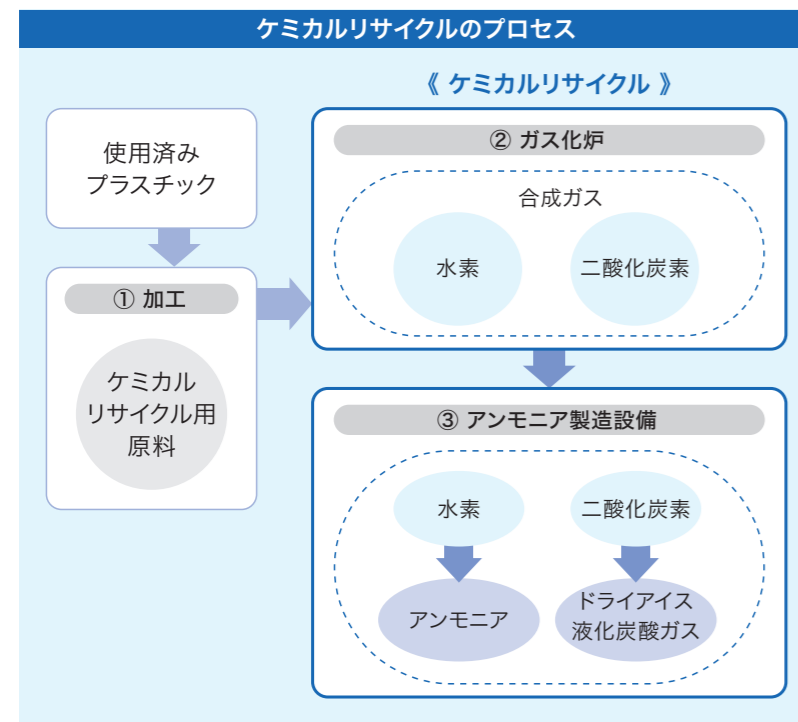 ケミカルリサイクルのプロセス
《 ケミカルリサイクル 》
使用済み
プラスチック
① 加工
ケミカル
リサイクル用
原料
② ガス化炉
合成ガス
水素
二酸化炭素
③ アンモニア製造設備
水素
二酸化炭素
アンモニア
ドライアイス
液化炭酸ガス